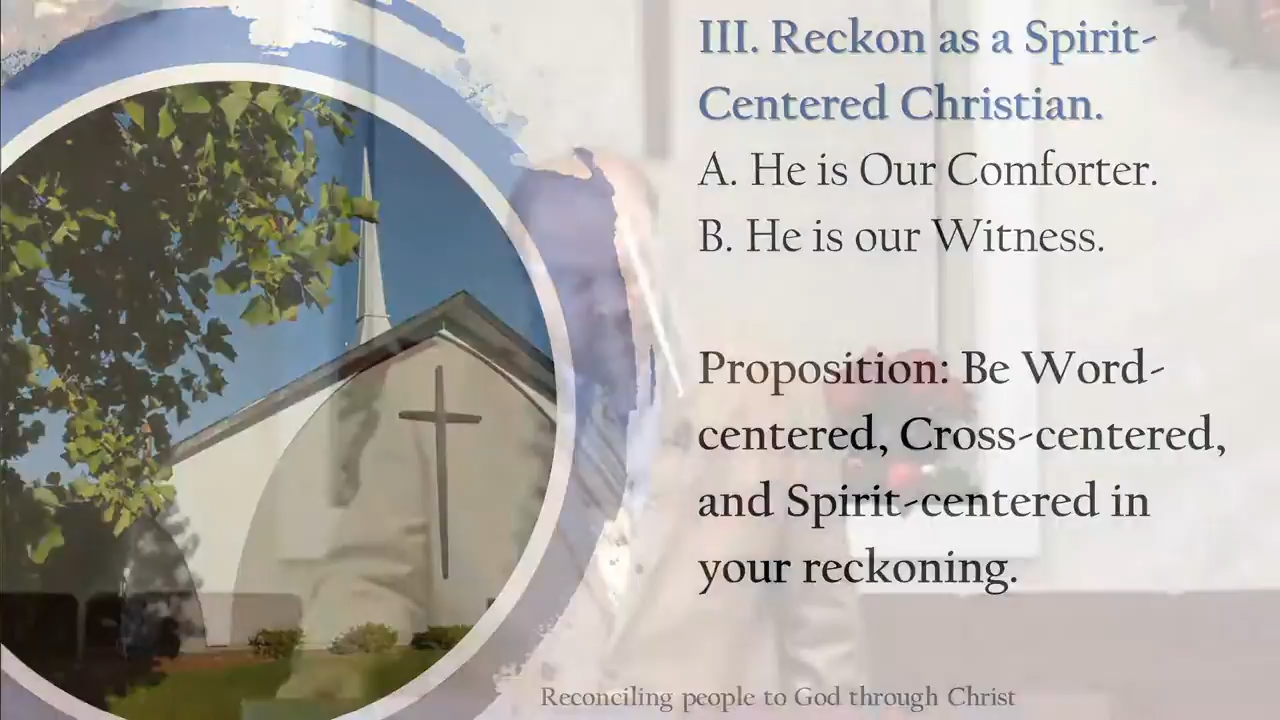 III. Reckon as a Spirit-
Centered Christian.
A. He is Our Comforter.
B. He is our Witness.
Proposition: Be Word-
centered, Cross-centered,
and Spirit-centered in
your reckoning.
Reconciling people to God through Christ